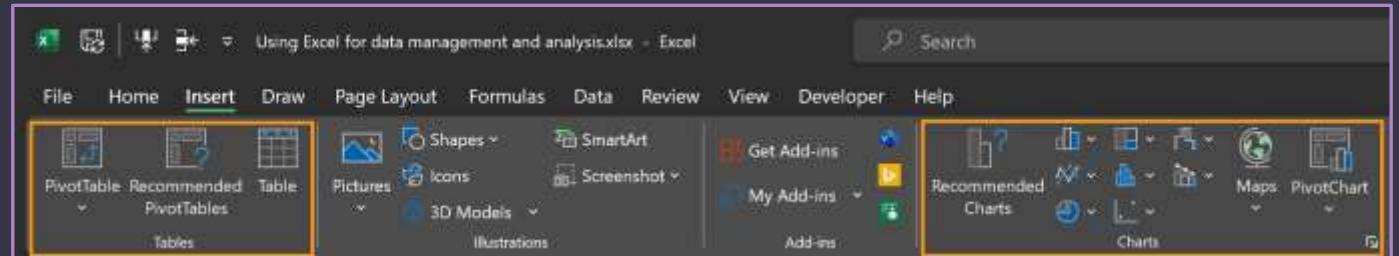 Using Excel for data management and analysis.xlsx - Excel
Search
File Home Insert Draw Page Layout Formulas Data Review View Developer Help
PivotTable
Recommended
PivotTables
Table
Tables
Pictures
Shapes
Icons
3D Models
SmartArt
Screenshot
Illustrations
Get Add-ins
My Add-ins
Add-ins
Recommended
Charts
Maps
PivotChart
Charts